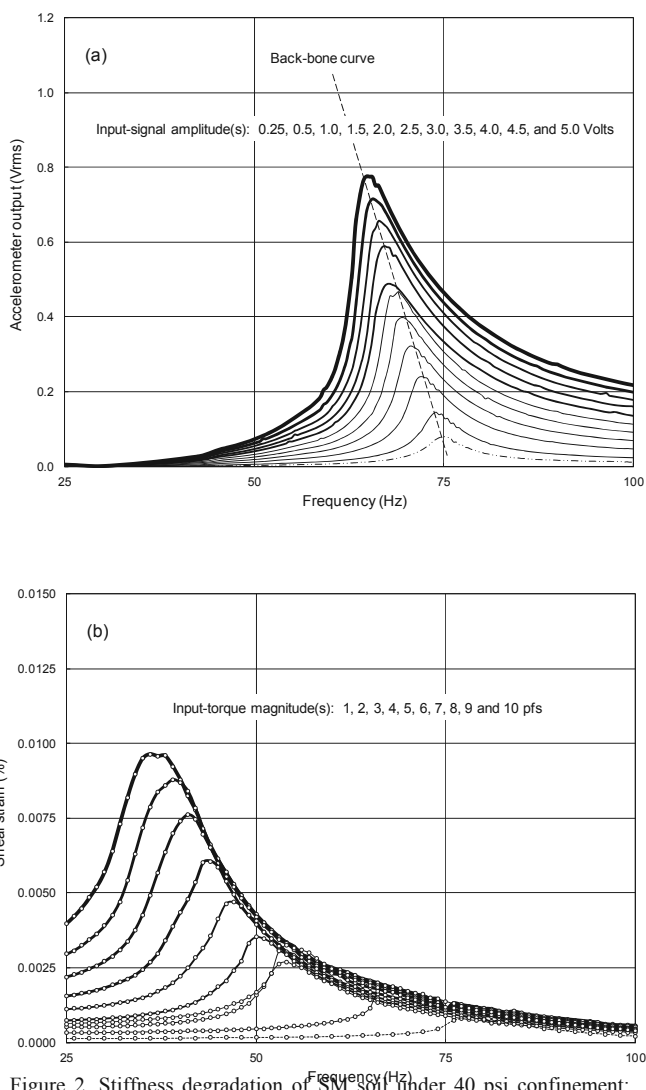 1.2
(a)
Back-bone curve
1.0
Input-signal amplitude(s): 0.25, 0.5, 1.0, 1.5, 2.0, 2.5, 3.0, 3.5, 4.0, 4.5, and 5.0 Volts
0.8
Accelerometer output (Vrms)
0.6
0.4
0.2
0.0
25 50 75 100
Frequency (Hz)
0.0150
(b)
0.0125
Input-torque magnitude(s): 1, 2, 3, 4, 5, 6, 7, 8, 9 and 10 pfs
0.0100
Shear strain (%)
0.0075
0.0050
0.0025
0.0000
25 50 75 100
Frequency (Hz)
Figure 2. Stiffness degradation of SM soil under 40 psi confinement: